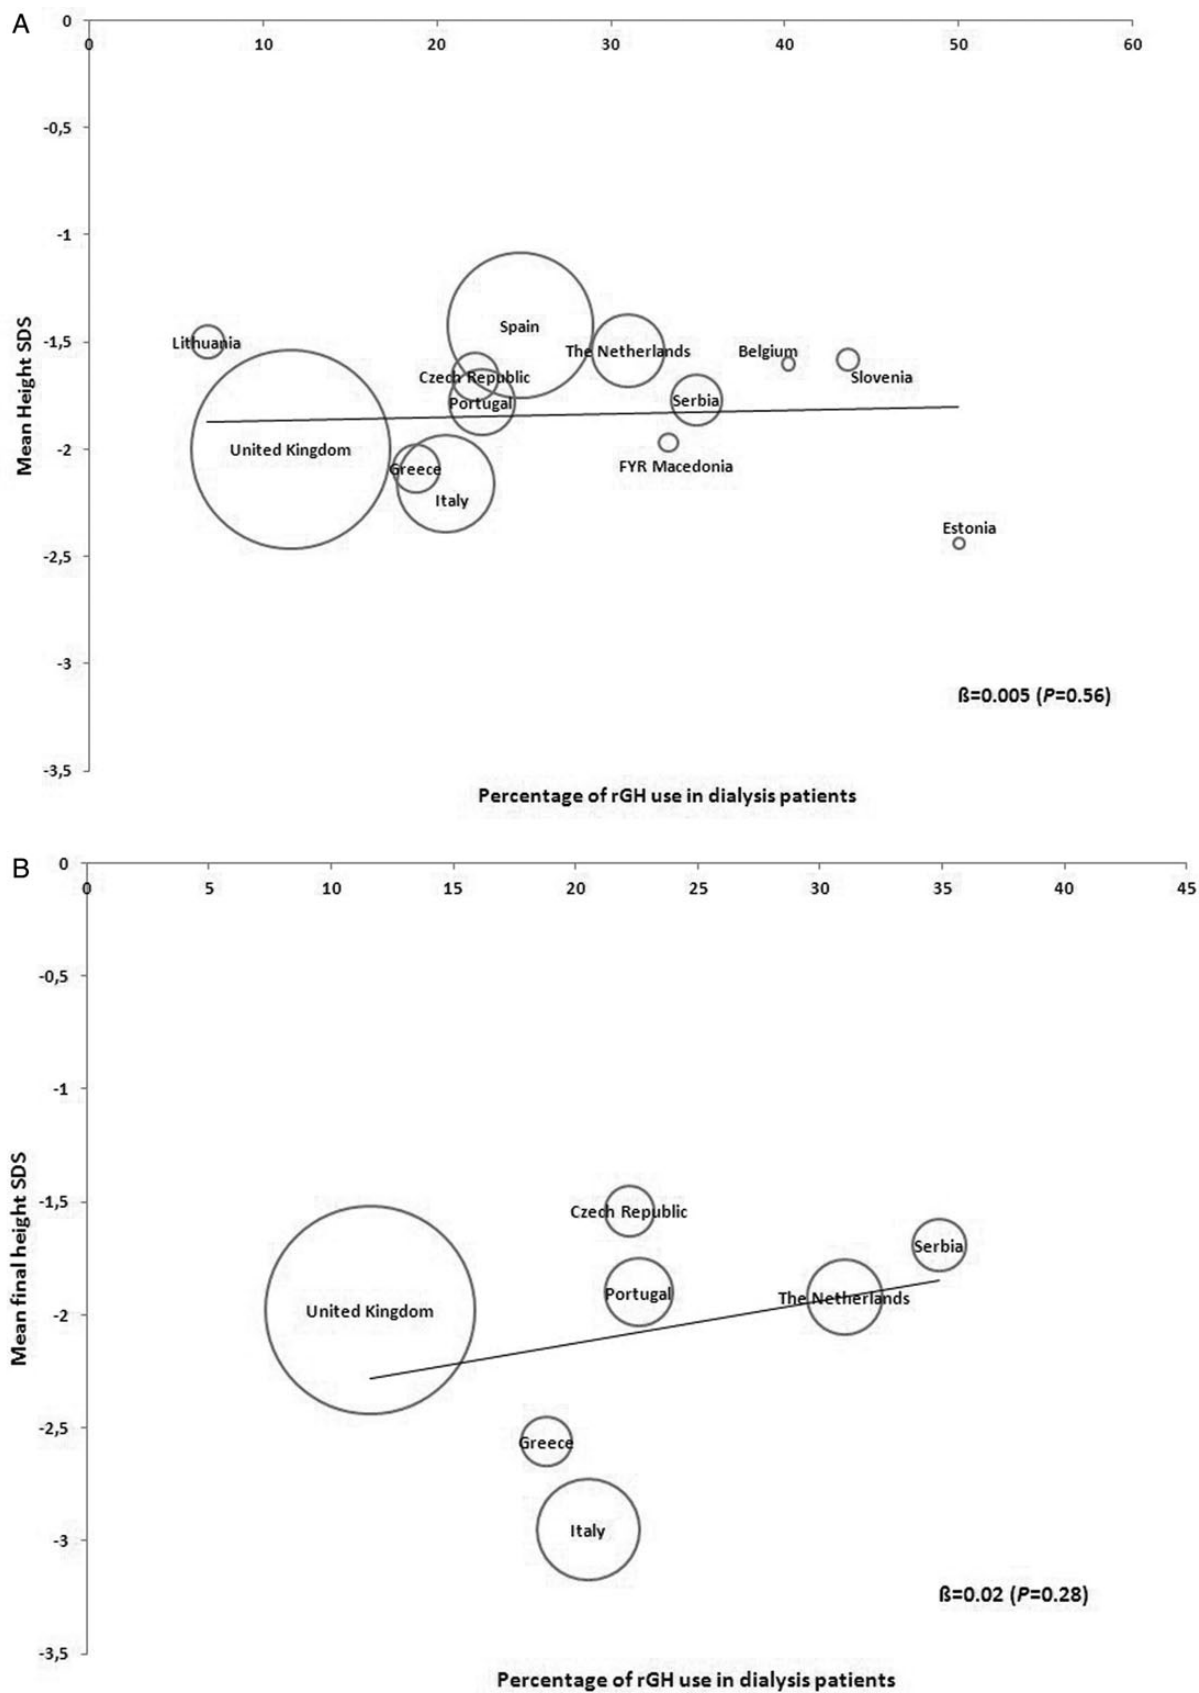 A
0
0 10 20 30 40 50 60
-0,5
-1
-1,5
-2
-2,5
-3
-3,5
Mean Height SDS
Spain
Lithuania
The Netherlands
Belgium
Czech Republic
Slovenia
Portugal
Serbia
United Kingdom
Greece
FYR Macedonia
Italy
Estonia
ß=0.005 (P=0.56)
Percentage of rGH use in dialysis patients
B
0
0 5 10 15 20 25 30 35 40 45
-0,5
-1
-1,5
-2
-2,5
-3
-3,5
Mean final height SDS
Czech Republic
Serbia
Portugal
The Netherlands
United Kingdom
Greece
Italy
ß=0.02 (P=0.28)
Percentage of rGH use in dialysis patients